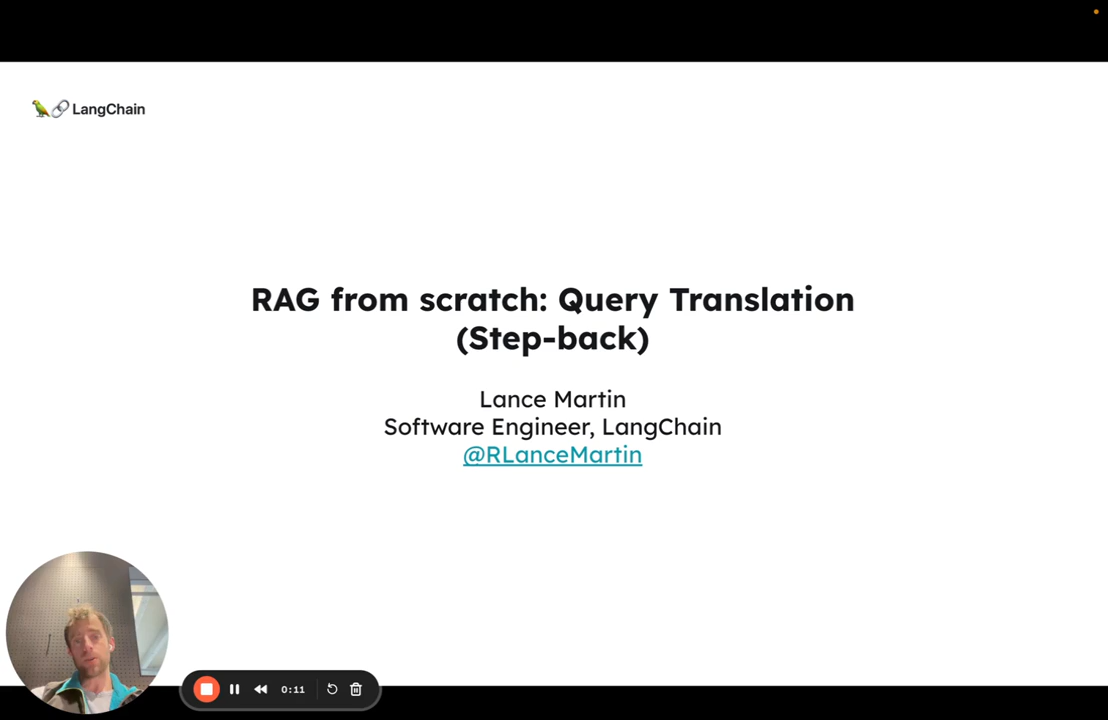 LangChain
RAG from scratch: Query Translation
(Step-back)
Lance Martin
Software Engineer, LangChain
@RLanceMartin
0:11